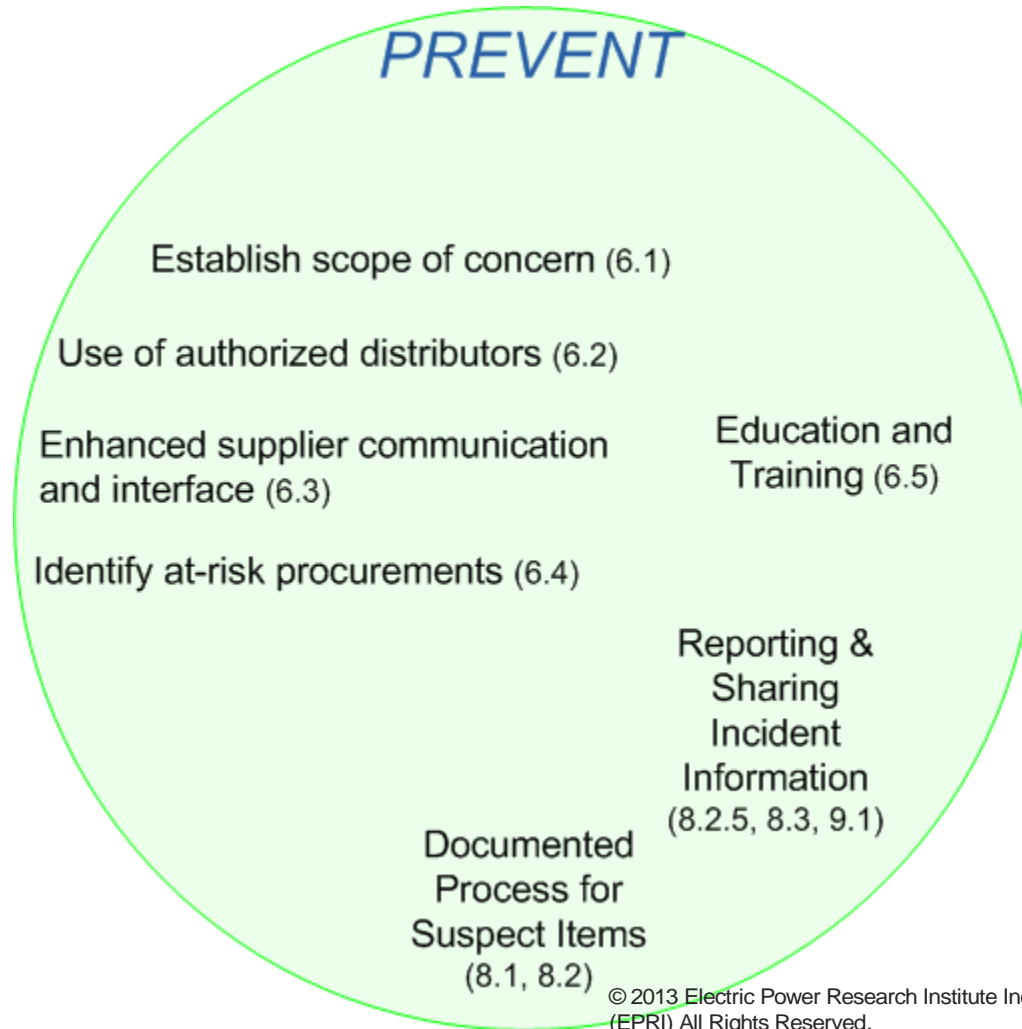 PREVENT
Establish scope of concern (6.1)
Use of authorized distributors (6.2)
Enhanced supplier communication
and interface (6.3)
Identify at-risk procurements (6.4)
Education and
Training (6.5)
Reporting &
Sharing
Incident
Information
(8.2.5, 8.3, 9.1)
Documented
Process for
Suspect Items
(8.1, 8.2)
© 2013 Electric Power Research Institute Inc
(EPRI) All Rights Reserved.